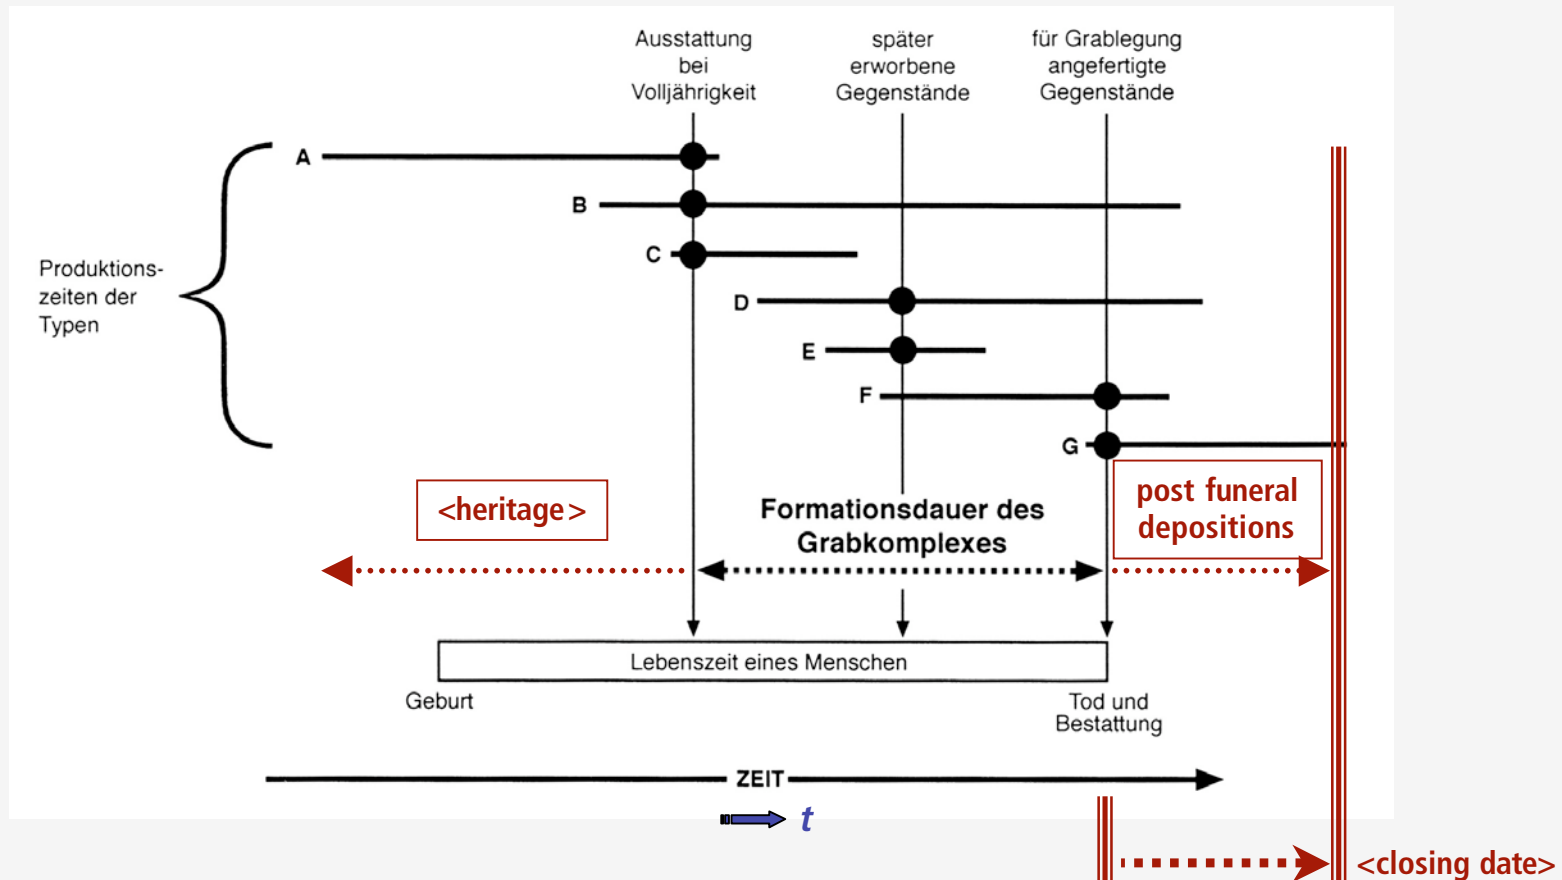 Ausstattung
bei
Volljährigkeit
später
erworbene
Gegenstände
für Grablegung
angefertigte
Gegenstände
A
B
C
D
E
F
G
Produktions-
zeiten der
Typen
<heritage>
Formationsdauer des
Grabkomplexes
post funeral
depositions
Lebenszeit eines Menschen
Geburt
Tod und
Bestattung
ZEIT
t
<closing date>